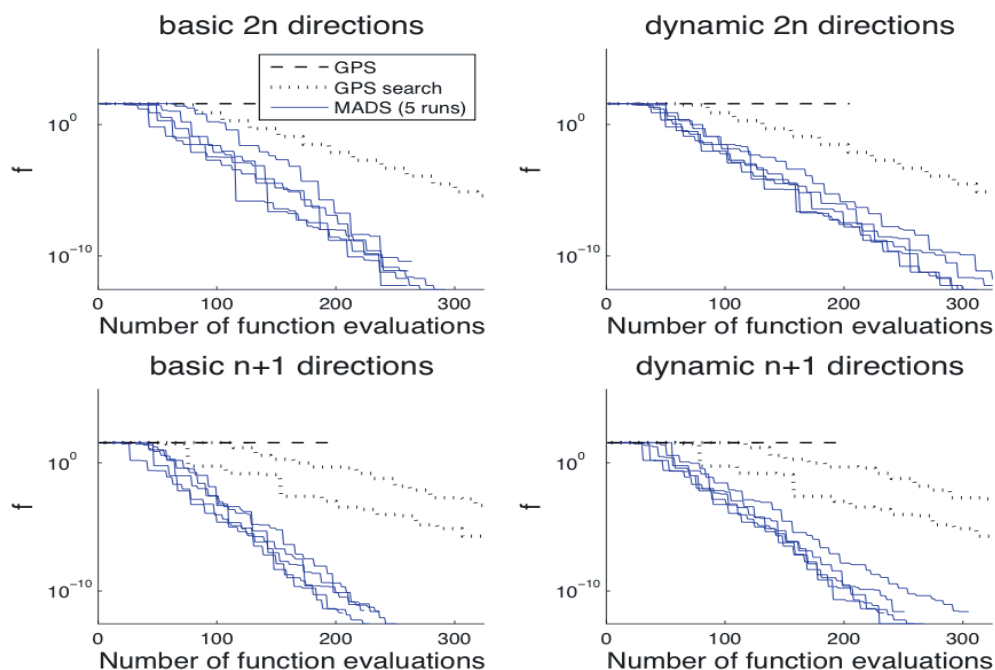 basic 2n directions
GPS
GPS search
MADS (5 runs)
f
10^0
10^-10
0 100 200 300
Number of function evaluations
dynamic 2n directions
f
10^0
10^-10
0 100 200 300
Number of function evaluations
basic n+1 directions
f
10^0
10^-10
0 100 200 300
Number of function evaluations
dynamic n+1 directions
f
10^0
10^-10
0 100 200 300
Number of function evaluations